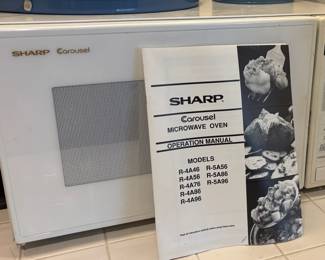 SHARP Carousel
SHARP
Carousel
MICROWAVE OVEN
OPERATION MANUAL
MODELS
R-4A46 R-5A56
R-4A56 R-5A86
R-4A76 R-5A96
R-4A86
R-4A96